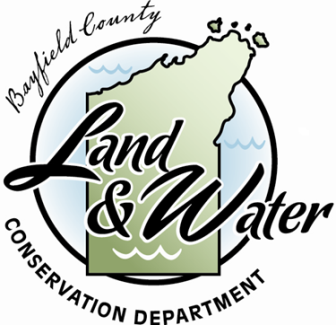 Bayfield County
Land
& Water
CONSERVATION DEPARTMENT